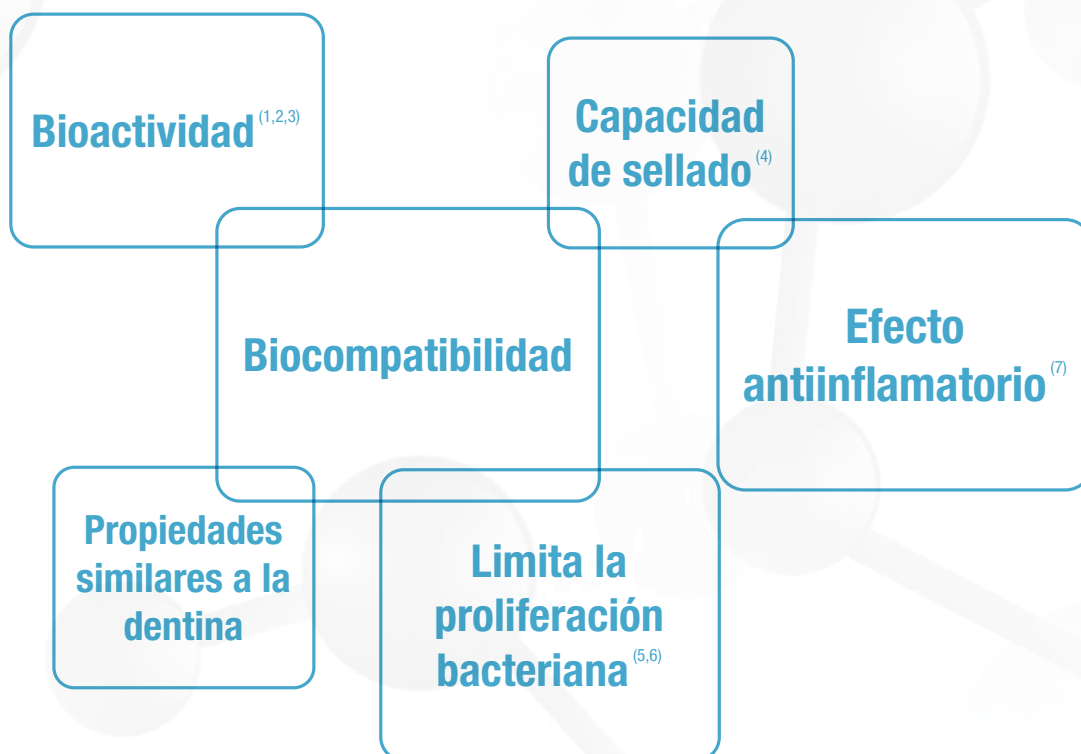 Bioactividad (1,2,3)
Capacidad
de sellado (4)
Biocompatibilidad
Efecto
antiinflamatorio (7)
Propiedades
similares a la
dentina
Limita la
proliferación
bacteriana (5,6)